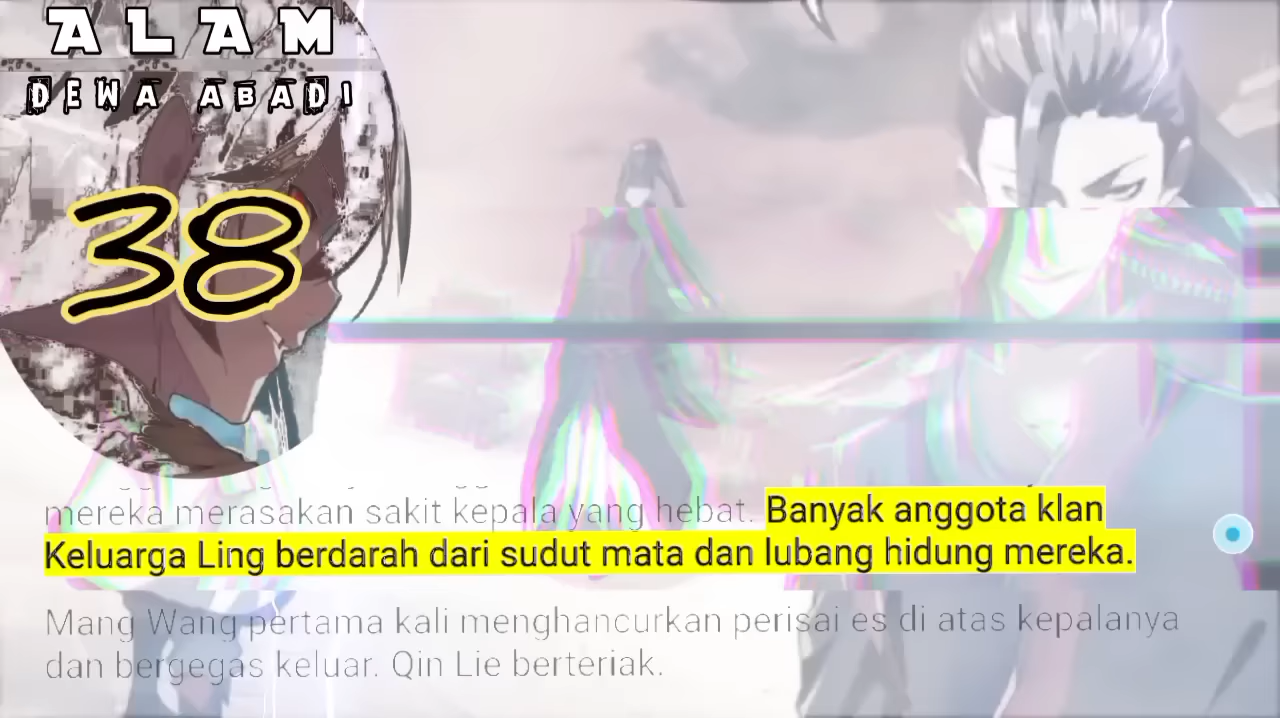 ALAM
DEWA ABADI
38
mereka merasakan sakit kepala yang hebat. Banyak anggota klan
Keluarga Ling berdarah dari sudut mata dan lubang hidung mereka.
Mang Wang pertama kali menghancurkan perisai es di atas kepalanya
dan bergegas keluar. Qin Lie berteriak.